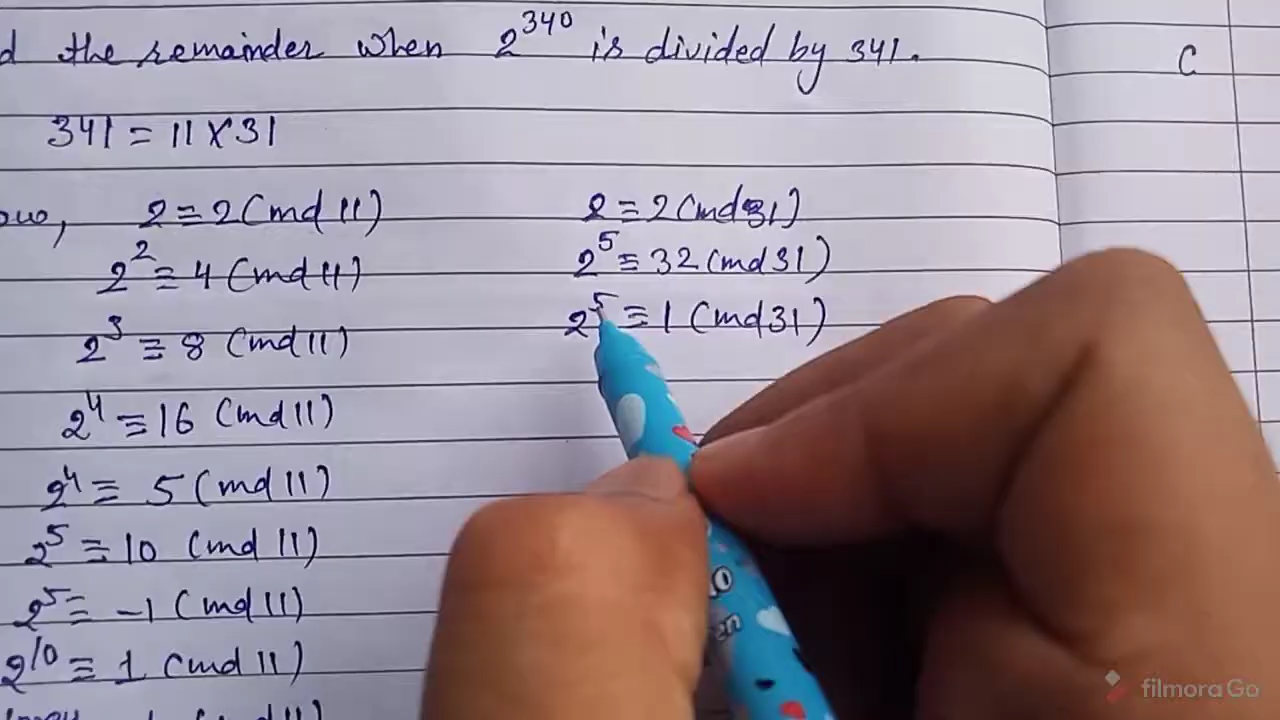 d the remainder when 2^340 is divided by 341.
C
341 = 11 X 31
2 ≡ 2 (md 11)
2 ≡ 2 (md 31)
2^2 ≡ 4 (md 11)
2^5 ≡ 32 (md 31)
2^3 ≡ 8 (md 11)
2^5 ≡ 1 (md 31)
2^4 ≡ 16 (md 11)
2^4 ≡ 5 (md 11)
2^5 ≡ 10 (md 11)
2^5 ≡ -1 (md 11)
2^10 ≡ 1 (md 11)
filmora Go